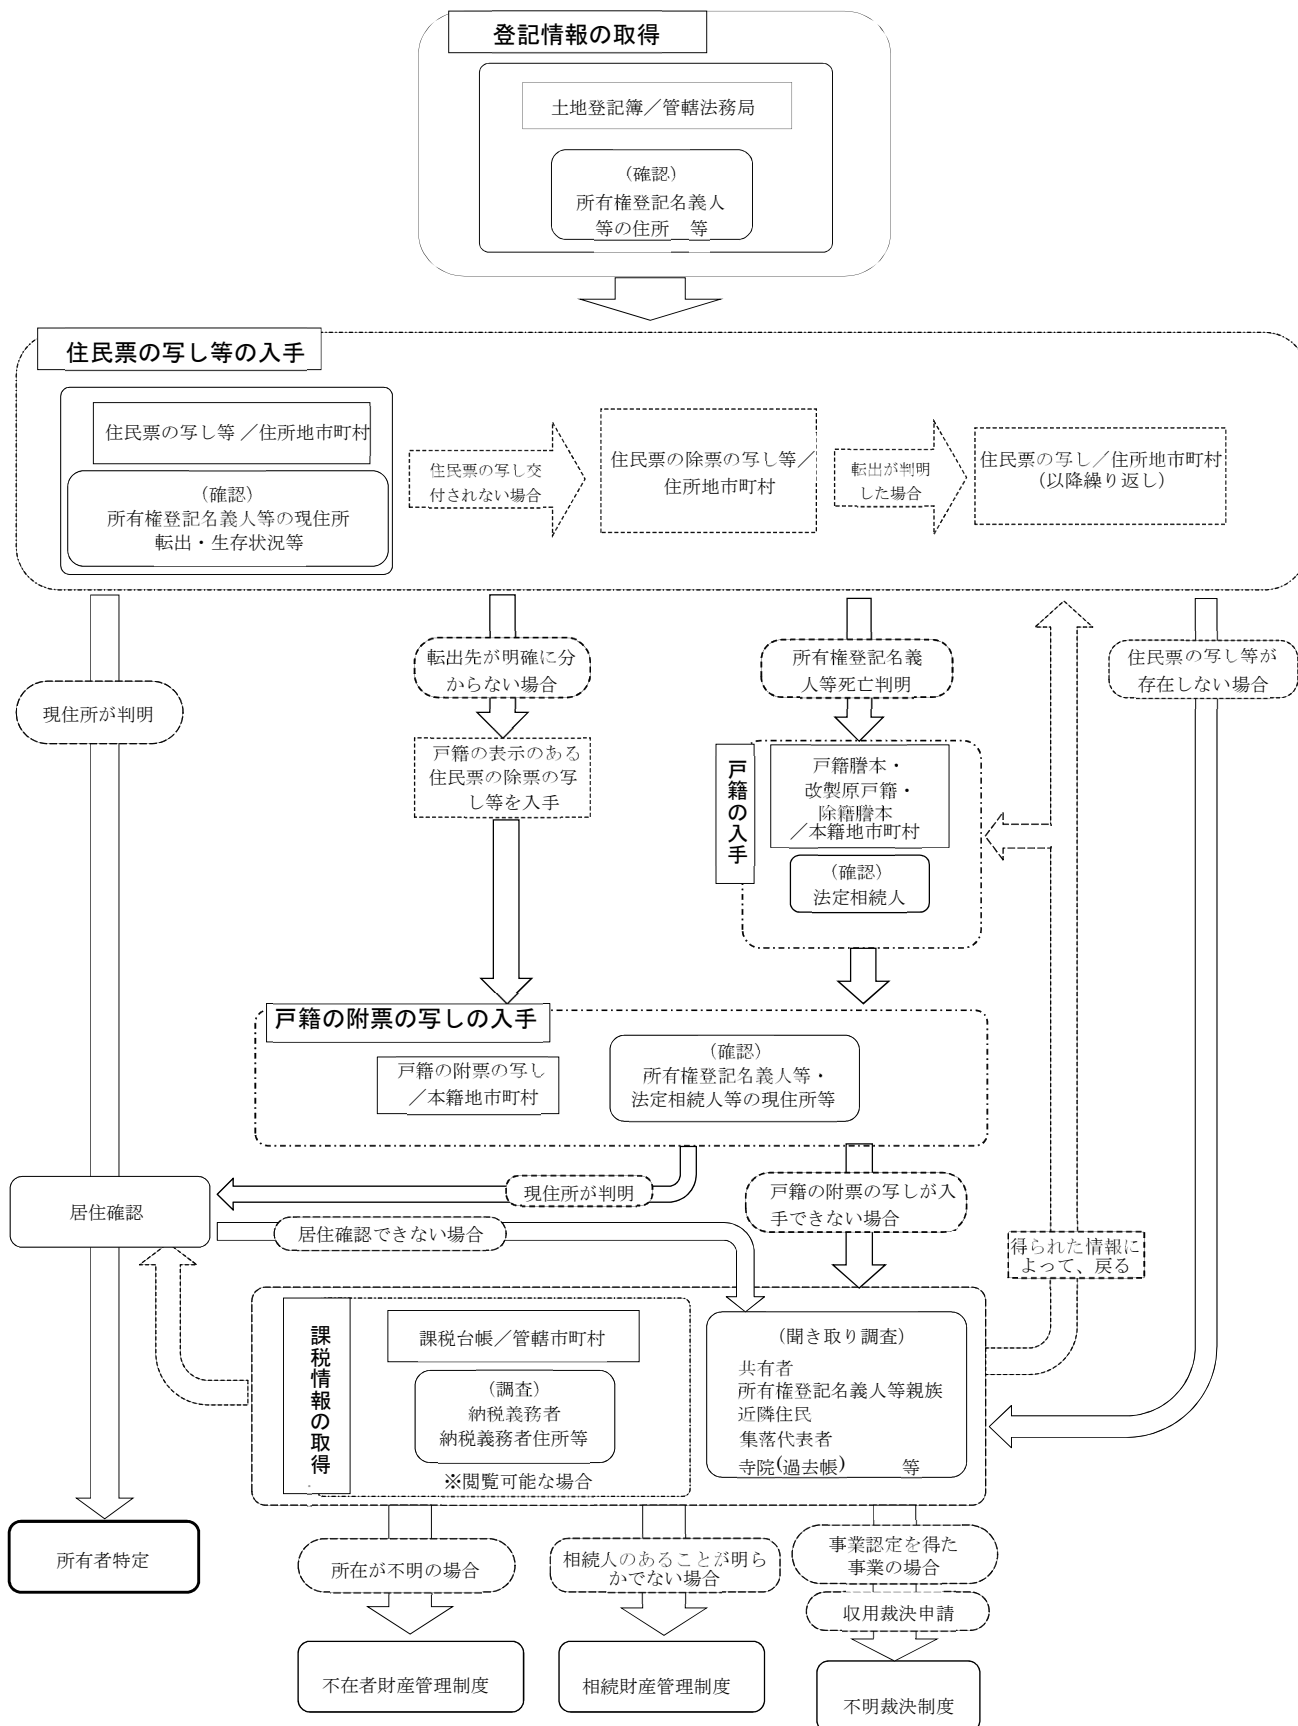 登記情報の取得
土地登記簿／管轄法務局
（確認）
所有権登記名義人
等の住所　等
住民票の写し等の入手
住民票の写し等 ／住所地市町村
（確認）
所有権登記名義人等の現住所
転出・生存状況等
住民票の写し交
付されない場合
住民票の除票の写し等／
住所地市町村
転出が判明
した場合
住民票の写し／住所地市町村
(以降繰り返し)
現住所が判明
転出先が明確に分
からない場合
所有権登記名義
人等死亡判明
住民票の写し等が
存在しない場合
戸籍の表示のある
住民票の除票の写
し等を入手
戸籍の入手
戸籍謄本・
改製原戸籍・
除籍謄本
／本籍地市町村
（確認）
法定相続人
戸籍の附票の写しの入手
戸籍の附票の写し
／本籍地市町村
（確認）
所有権登記名義人等・
法定相続人等の現住所等
現住所が判明
戸籍の附票の写しが入
手できない場合
居住確認
居住確認できない場合
得られた情報に
よって、戻る
課税情報の取得
課税台帳／管轄市町村
（調査）
納税義務者
納税義務者住所等
※閲覧可能な場合
（聞き取り調査）
共有者
所有権登記名義人等親族
近隣住民
集落代表者
寺院(過去帳)　　　等
所有者特定
所在が不明の場合
相続人のあることが明ら
かでない場合
事業認定を得た
事業の場合
収用裁決申請
不在者財産管理制度
相続財産管理制度
不明裁決制度